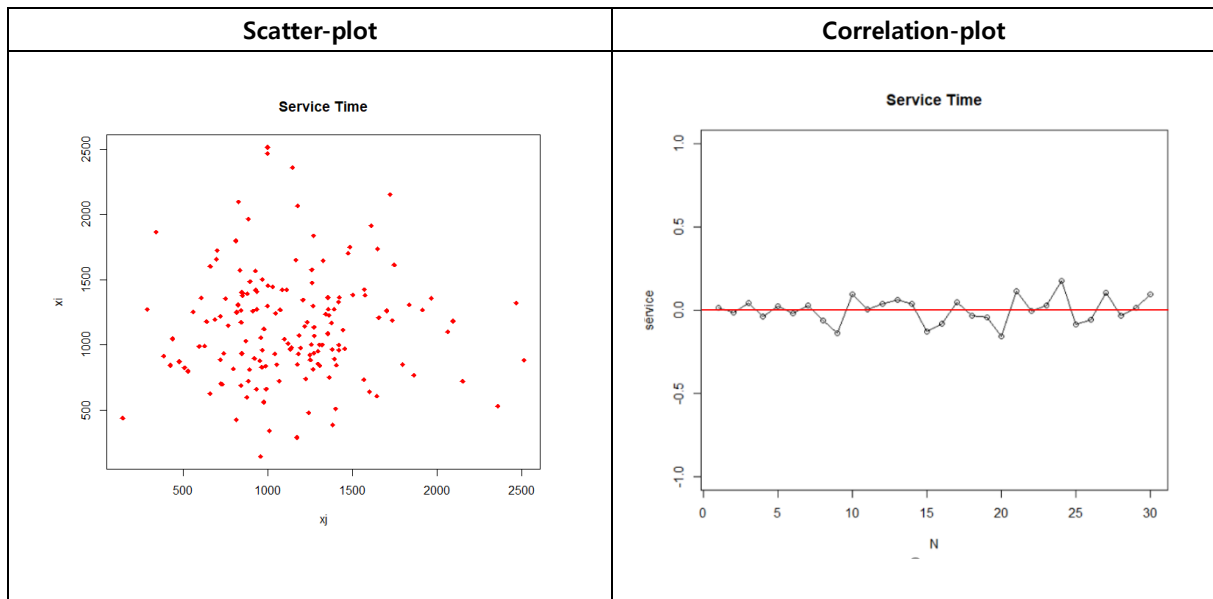 Scatter-plot
Correlation-plot
Service Time
2500
2000
1500
1000
500
xi
500 1000 1500 2000 2500
xj
Service Time
1.0
0.5
0.0
-0.5
-1.0
service
0 5 10 15 20 25 30
N